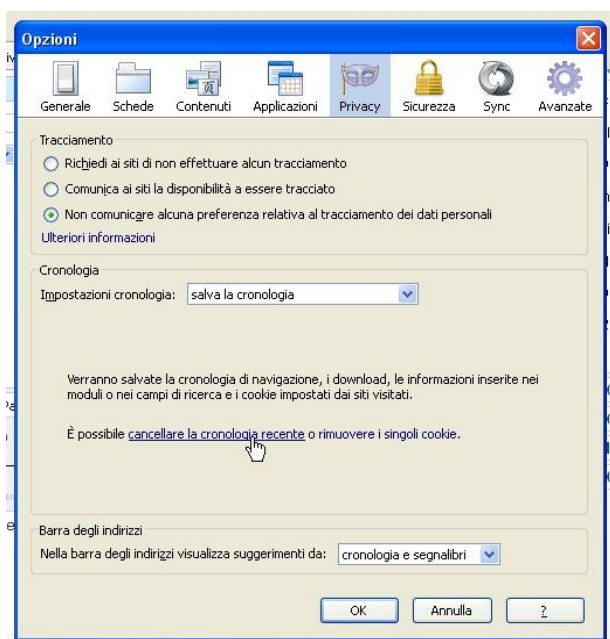 Opzioni
Generale Schede Contenuti Applicazioni Privacy Sicurezza Sync Avanzate
Tracciamento
Richiedi ai siti di non effettuare alcun tracciamento
Comunica ai siti la disponibilità a essere tracciato
Non comunicare alcuna preferenza relativa al tracciamento dei dati personali
Ulteriori informazioni
Cronologia
Impostazioni cronologia: salva la cronologia
Verranno salvate la cronologia di navigazione, i download, le informazioni inserite nei
moduli o nei campi di ricerca e i cookie impostati dai siti visitati.
È possibile cancellare la cronologia recente o rimuovere i singoli cookie.
Barra degli indirizzi
Nella barra degli indirizzi visualizza suggerimenti da: cronologia e segnalibri
OK Annulla ?